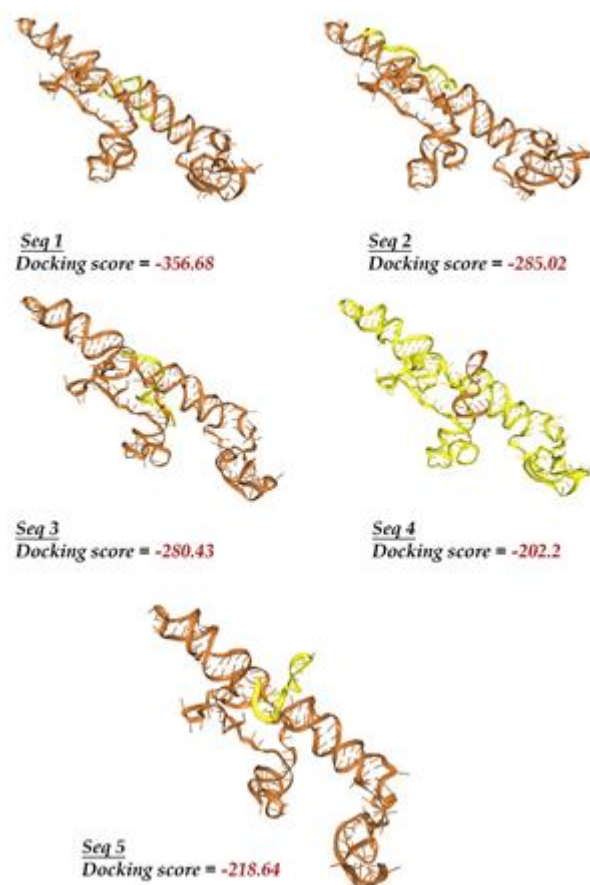 Seq 1
Docking score = -356.68
Seq 2
Docking score = -285.02
Seq 3
Docking score = -280.43
Seq 4
Docking score = -202.2
Seq 5
Docking score = -218.64